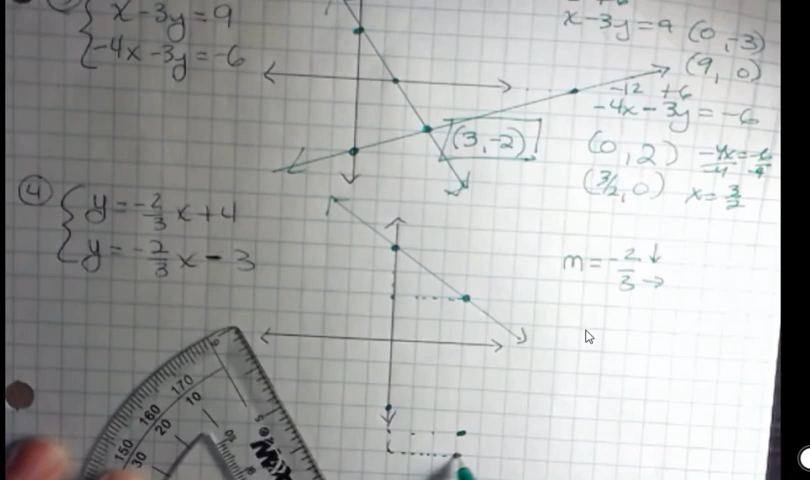 x - 3y = 9
-4x - 3y = -6
x - 3y = 9 (0, -3)
(9, 0)
-12 +6
-4x - 3y = -6
(3, -2)
(0, 2) -4x/-4 = -6/-4
(3/2, 0) x = 3/2
④ y = -2/3 x + 4
y = -2/3 x - 3
m = -2↓/3→
170
160
150
10
20
30